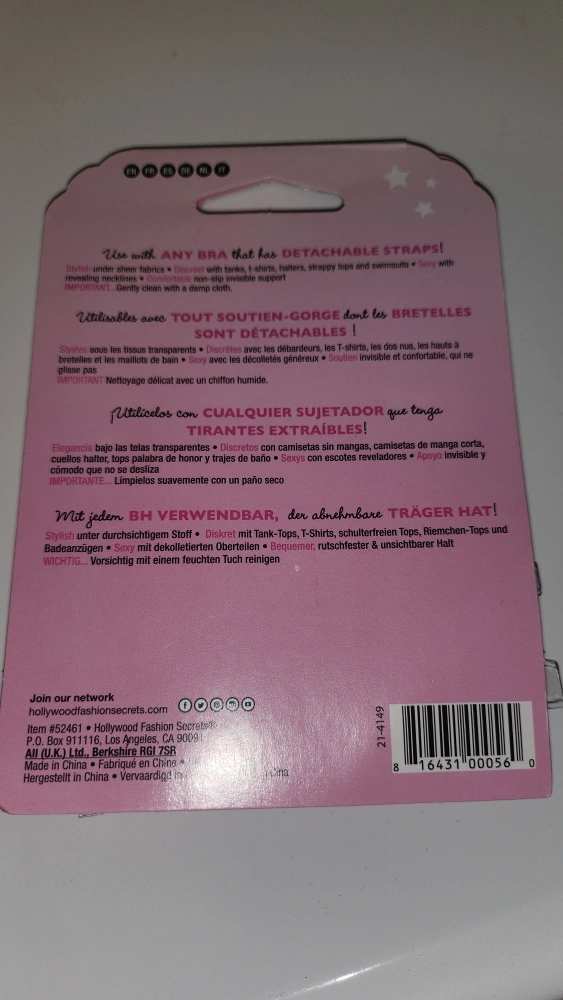 EN FR ES DE NL IT
Use with ANY BRA that has DETACHABLE STRAPS!
Stylish under sheer fabrics • Discreet with tanks, t-shirts, halters, strappy tops and swimsuits • Sexy with
revealing necklines • Comfortable non-slip invisible support
IMPORTANT... Gently clean with a damp cloth.
Utilisables avec TOUT SOUTIEN-GORGE dont les BRETELLES
SONT DÉTACHABLES !
Stylées sous les tissus transparentes • Discrètes avec les débardeurs, les T-shirts, les dos nus, les hauts à
bretelles et les maillots de bain • Sexy avec les décolletés généreux • Soutien invisible et confortable, qui ne
glisse pas
IMPORTANT Nettoyage délicat avec un chiffon humide.
¡Utilícelos con CUALQUIER SUJETADOR que tenga
TIRANTES EXTRAÍBLES!
Elegancia bajo las telas transparentes • Discretos con camisetas sin mangas, camisetas de manga corta,
cuellos halter, tops palabra de honor y trajes de baño • Sexys con escotes reveladores • Apoyo invisible y
cómodo que no se desliza
IMPORTANTE... Límpielos suavemente con un paño seco
Mit jedem BH VERWENDBAR, der abnehmbare TRÄGER HAT!
Stylish unter durchsichtigem Stoff • Diskret mit Tank-Tops, T-Shirts, schulterfreien Tops, Riemchen-Tops und
Badeanzügen • Sexy mit dekolletierten Oberteilen • Bequemer, rutschfester & unsichtbarer Halt
WICHTIG... Vorsichtig mit einem feuchten Tuch reinigen
Join our network
hollywoodfashionsecrets.com
Item #52461 • Hollywood Fashion Secrets®
P.O. Box 911116, Los Angeles, CA 9009
All (U.K.) Ltd., Berkshire RGI 7SR
Made in China • Fabriqué en Chine •
Hergestellt in China • Vervaardigd in
21-4149
8 16431 00056 0